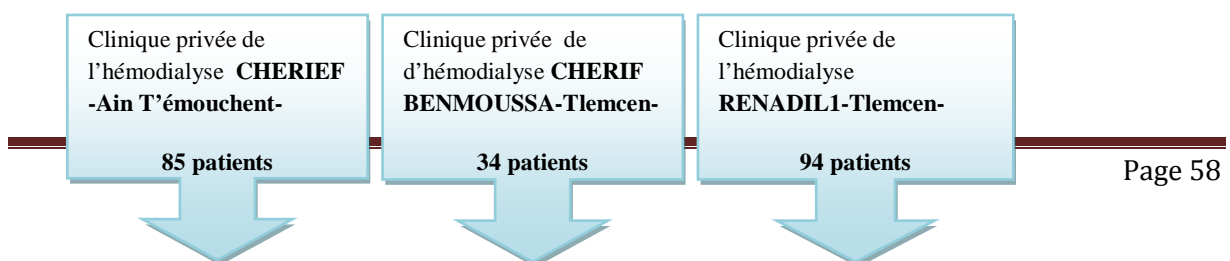 Clinique privée de
l'hémodialyse CHERIEF
-Ain T'émouchent-
85 patients
Clinique privée de
d'hémodialyse CHERIF
BENMOUSSA-Tlemcen-
34 patients
Clinique privée de
l'hémodialyse
RENADIL1-Tlemcen-
94 patients
Page 58